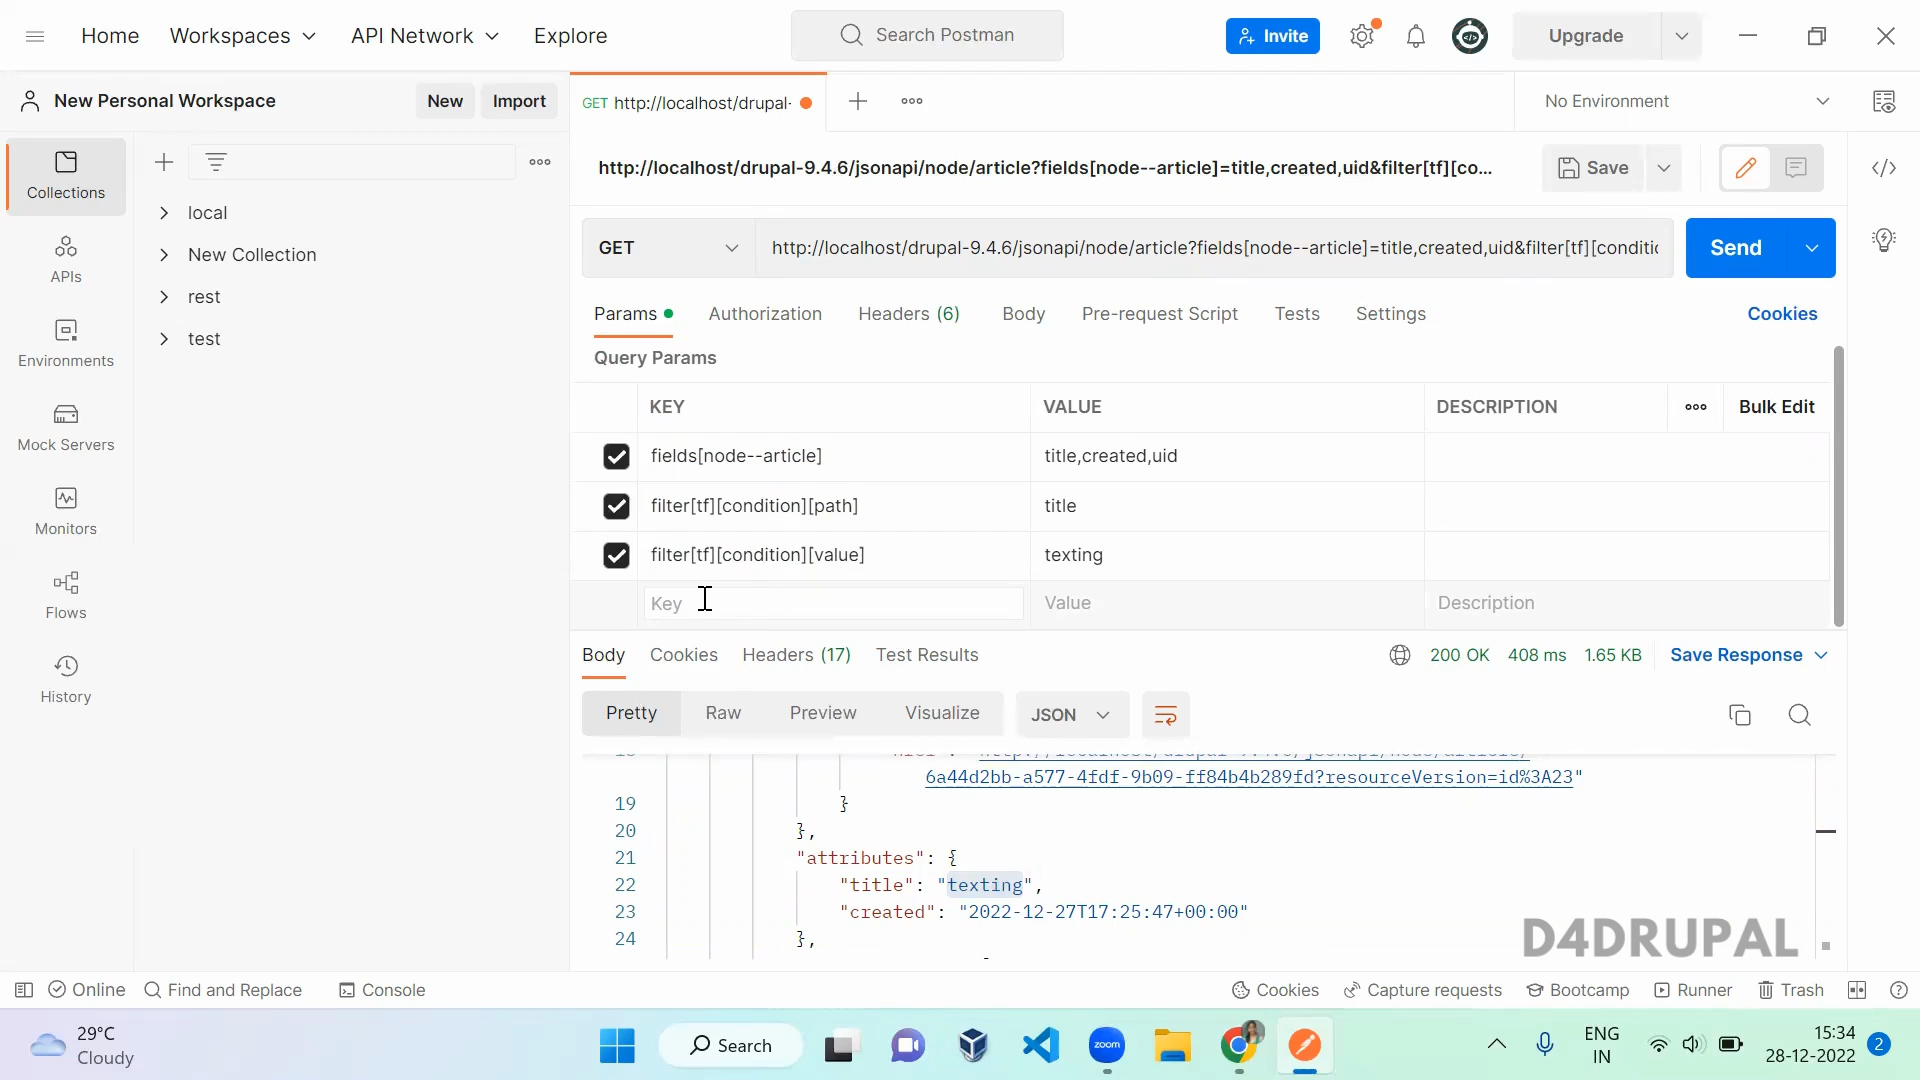 Home Workspaces API Network Explore Search Postman Invite Upgrade
New Personal Workspace New Import GET http://localhost/drupal- No Environment
http://localhost/drupal-9.4.6/jsonapi/node/article?fields[node--article]=title,created,uid&filter[tf][co... Save
Collections
local
New Collection
rest
test
APIs
Environments
Mock Servers
Monitors
Flows
History
GET http://localhost/drupal-9.4.6/jsonapi/node/article?fields[node--article]=title,created,uid&filter[tf][conditic Send
Params Authorization Headers (6) Body Pre-request Script Tests Settings Cookies
Query Params
KEY VALUE DESCRIPTION Bulk Edit
fields[node--article] title,created,uid
filter[tf][condition][path] title
filter[tf][condition][value] texting
Key Value Description
Body Cookies Headers (17) Test Results 200 OK 408 ms 1.65 KB Save Response
Pretty Raw Preview Visualize JSON
6a44d2bb-a577-4fdf-9b09-ff84b4b289fd?resourceVersion=id%3A23"
19 }
20 },
21 "attributes": {
22 "title": "texting",
23 "created": "2022-12-27T17:25:47+00:00"
24 },
D4DRUPAL
Online Find and Replace Console Cookies Capture requests Bootcamp Runner Trash
29°C
Cloudy
Search
zoom
ENG
IN
15:34
28-12-2022
2